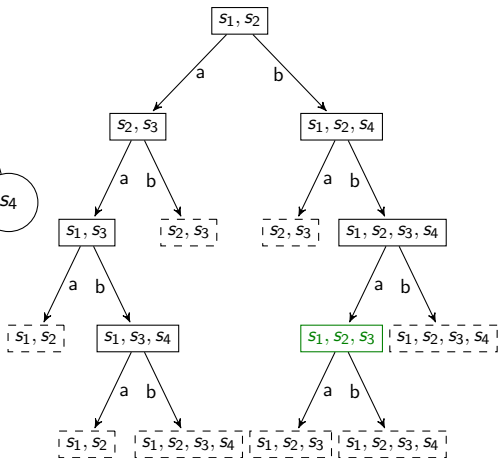 s₁, s₂
a b
s₂, s₃ s₁, s₂, s₄
a b a b
s₄
s₁, s₃ s₂, s₃ s₂, s₃ s₁, s₂, s₃, s₄
a b a b
s₁, s₂ s₁, s₃, s₄ s₁, s₂, s₃ s₁, s₂, s₃, s₄
a b a b
s₁, s₂ s₁, s₂, s₃, s₄ s₁, s₂, s₃ s₁, s₂, s₃, s₄